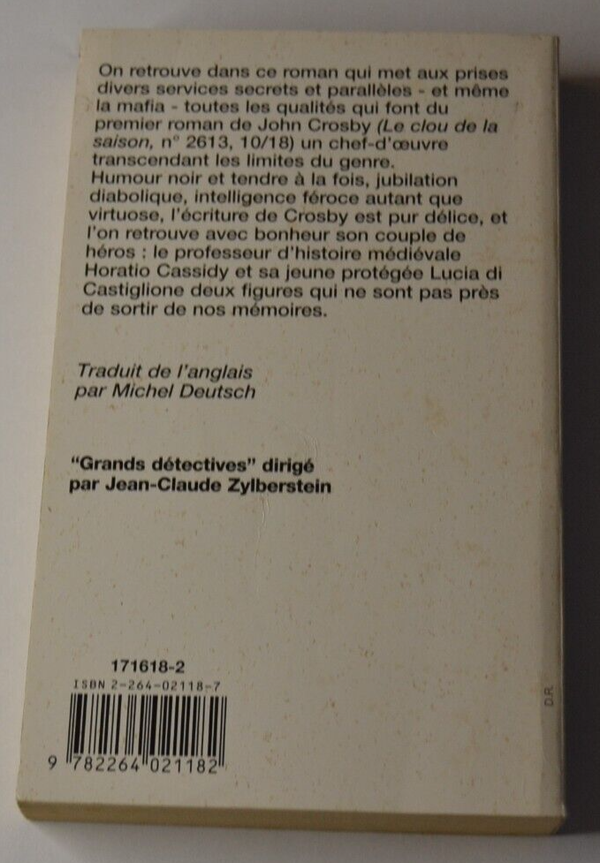 On retrouve dans ce roman qui met aux prises
divers services secrets et parallèles - et même
la mafia - toutes les qualités qui font du
premier roman de John Crosby (Le clou de la
saison, n° 2613, 10/18) un chef-d'œuvre
transcendant les limites du genre.
Humour noir et tendre à la fois, jubilation
diabolique, intelligence féroce autant que
virtuose, l'écriture de Crosby est pur délice, et
l'on retrouve avec bonheur son couple de
héros : le professeur d'histoire médiévale
Horatio Cassidy et sa jeune protégée Lucia di
Castiglione deux figures qui ne sont pas près
de sortir de nos mémoires.
Traduit de l'anglais
par Michel Deutsch
"Grands détectives" dirigé
par Jean-Claude Zylberstein
171618-2
ISBN 2-264-02118-7
9 782264 021182
D.R.